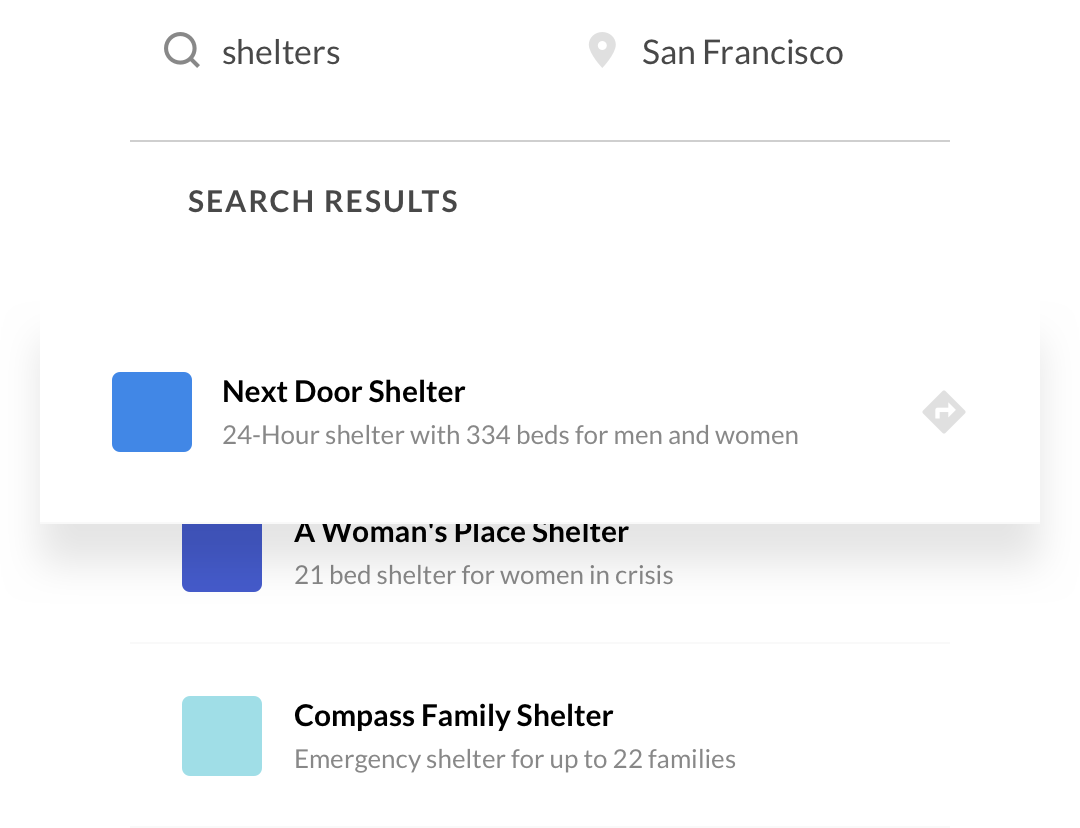 shelters
San Francisco
SEARCH RESULTS
Next Door Shelter
24-Hour shelter with 334 beds for men and women
A Woman's Place Shelter
21 bed shelter for women in crisis
Compass Family Shelter
Emergency shelter for up to 22 families